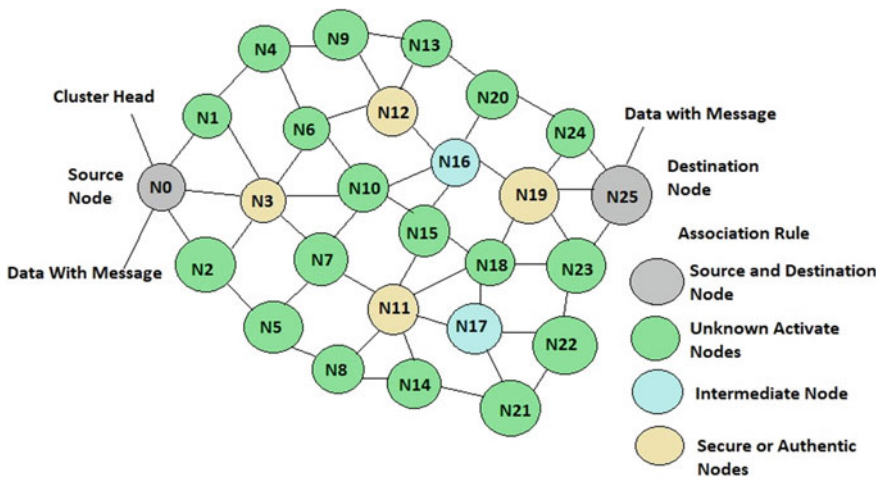 N9
N4
N13
Cluster Head
N20
N1
N12
N6
N24
Data with Message
Source
Node
N0
N16
Destination
Node
N3
N10
N19
N25
N15
Association Rule
Data With Message
N2
N7
N18
N23
Source and Destination
Node
N11
N5
N17
N22
Unknown Activate
Nodes
N8
N14
N21
Intermediate Node
Secure or Authentic
Nodes